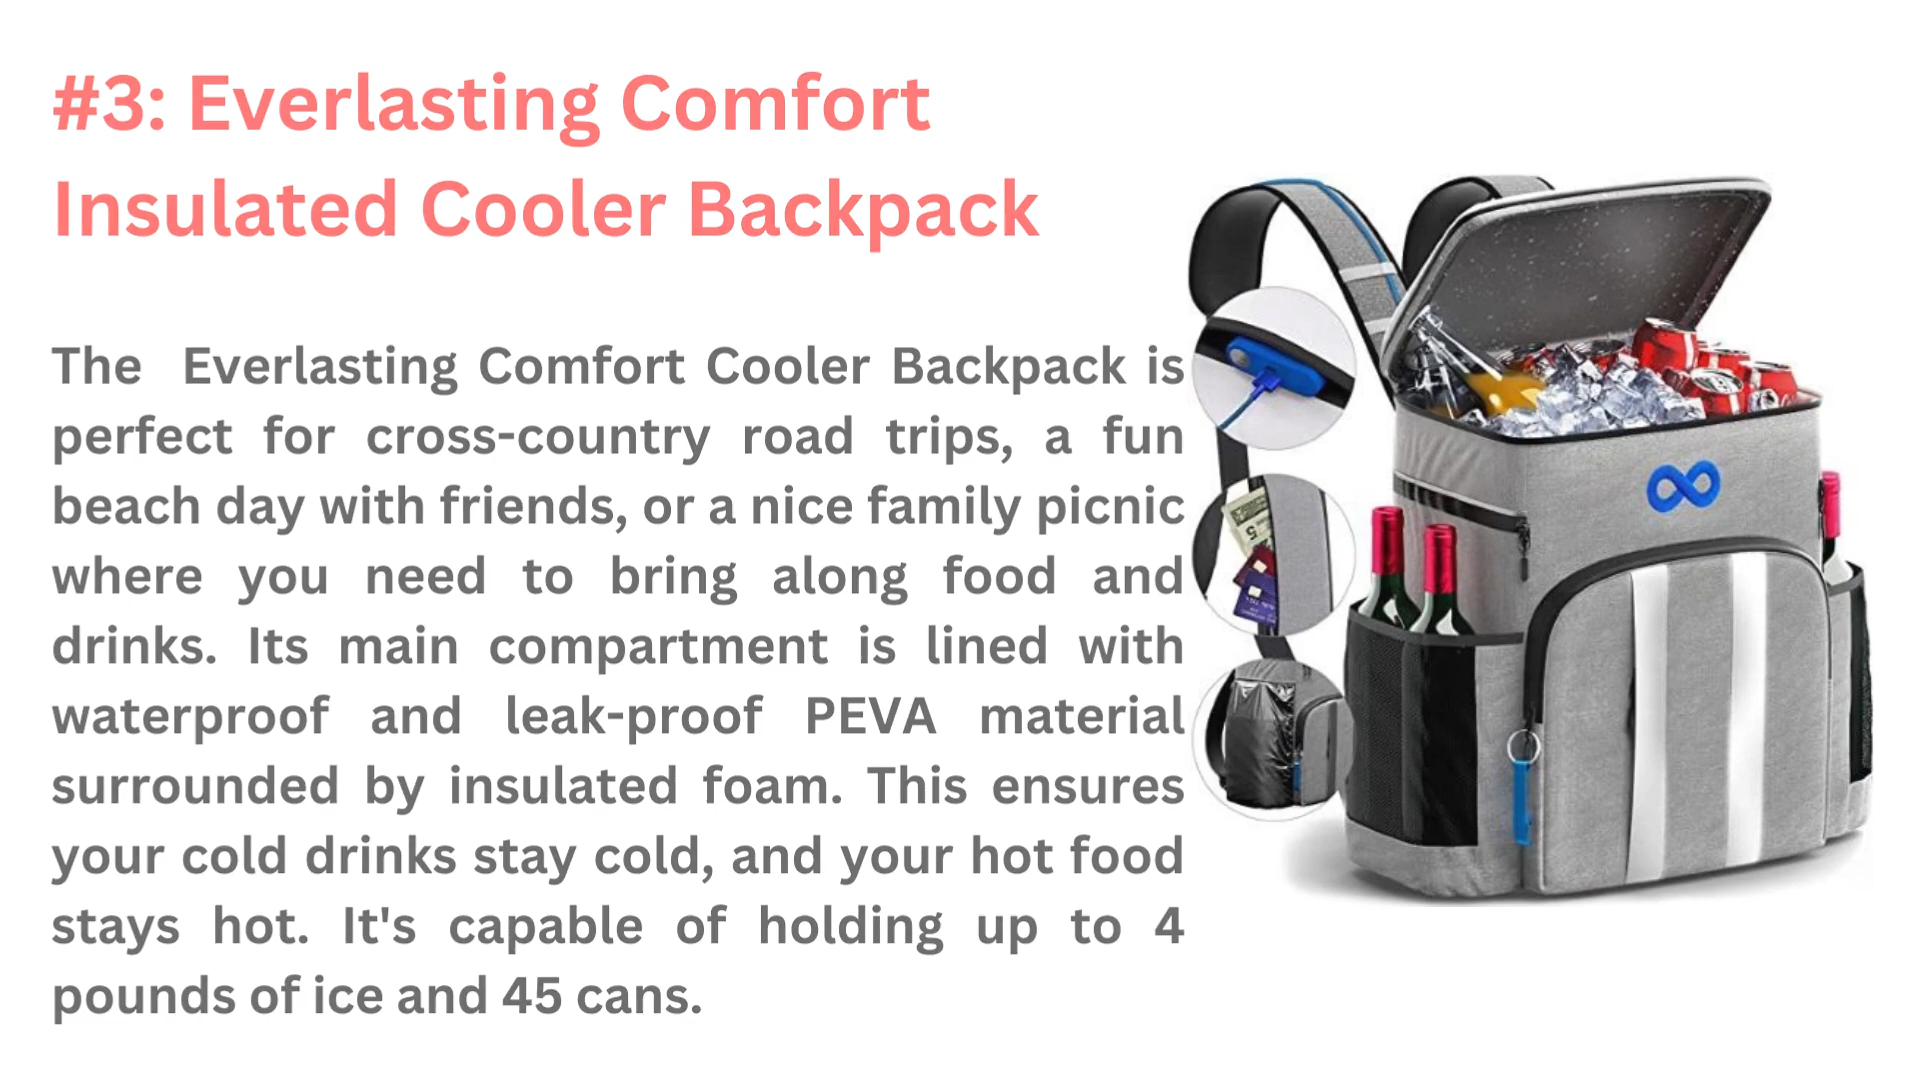 #3: Everlasting Comfort
Insulated Cooler Backpack
The Everlasting Comfort Cooler Backpack is
perfect for cross-country road trips, a fun
beach day with friends, or a nice family picnic
where you need to bring along food and
drinks. Its main compartment is lined with
waterproof and leak-proof PEVA material
surrounded by insulated foam. This ensures
your cold drinks stay cold, and your hot food
stays hot. It's capable of holding up to 4
pounds of ice and 45 cans.
5